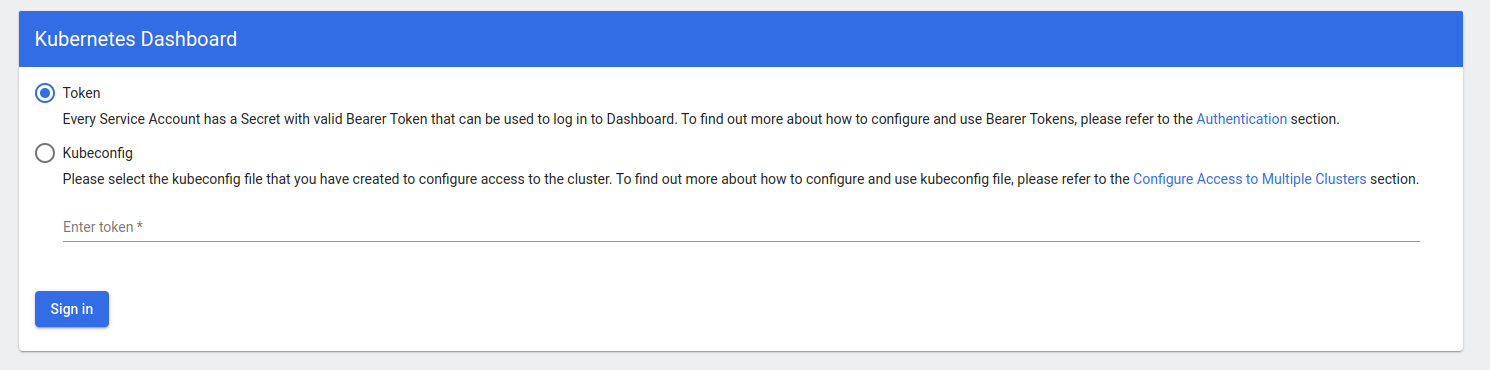 Kubernetes Dashboard
Token
Every Service Account has a Secret with valid Bearer Token that can be used to log in to Dashboard. To find out more about how to configure and use Bearer Tokens, please refer to the Authentication section.
Kubeconfig
Please select the kubeconfig file that you have created to configure access to the cluster. To find out more about how to configure and use kubeconfig file, please refer to the Configure Access to Multiple Clusters section.
Enter token *
Sign in